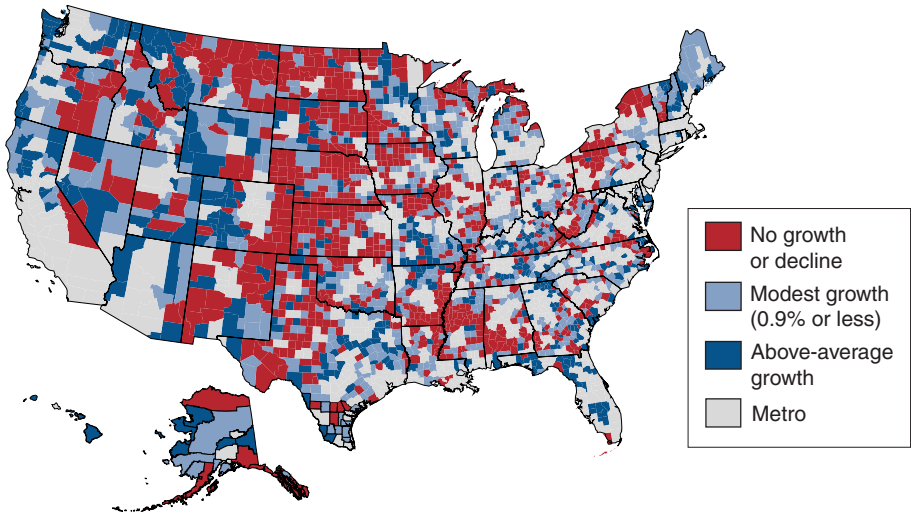 No growth
or decline
Modest growth
(0.9% or less)
Above-average
growth
Metro